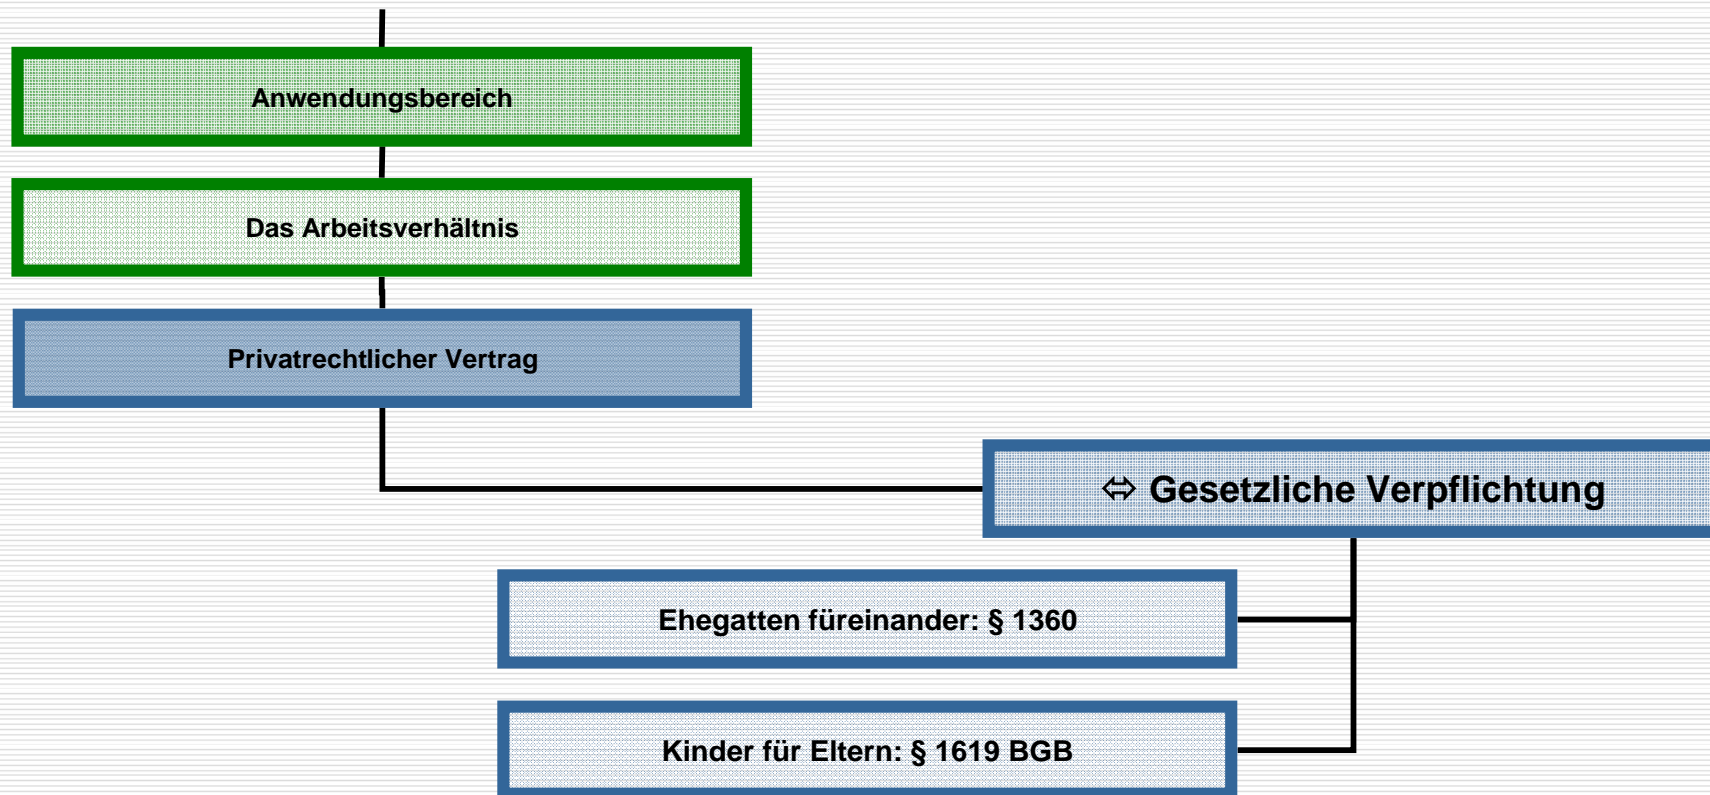 Anwendungsbereich
Das Arbeitsverhältnis
Privatrechtlicher Vertrag
⇔ Gesetzliche Verpflichtung
Ehegatten füreinander: § 1360
Kinder für Eltern: § 1619 BGB